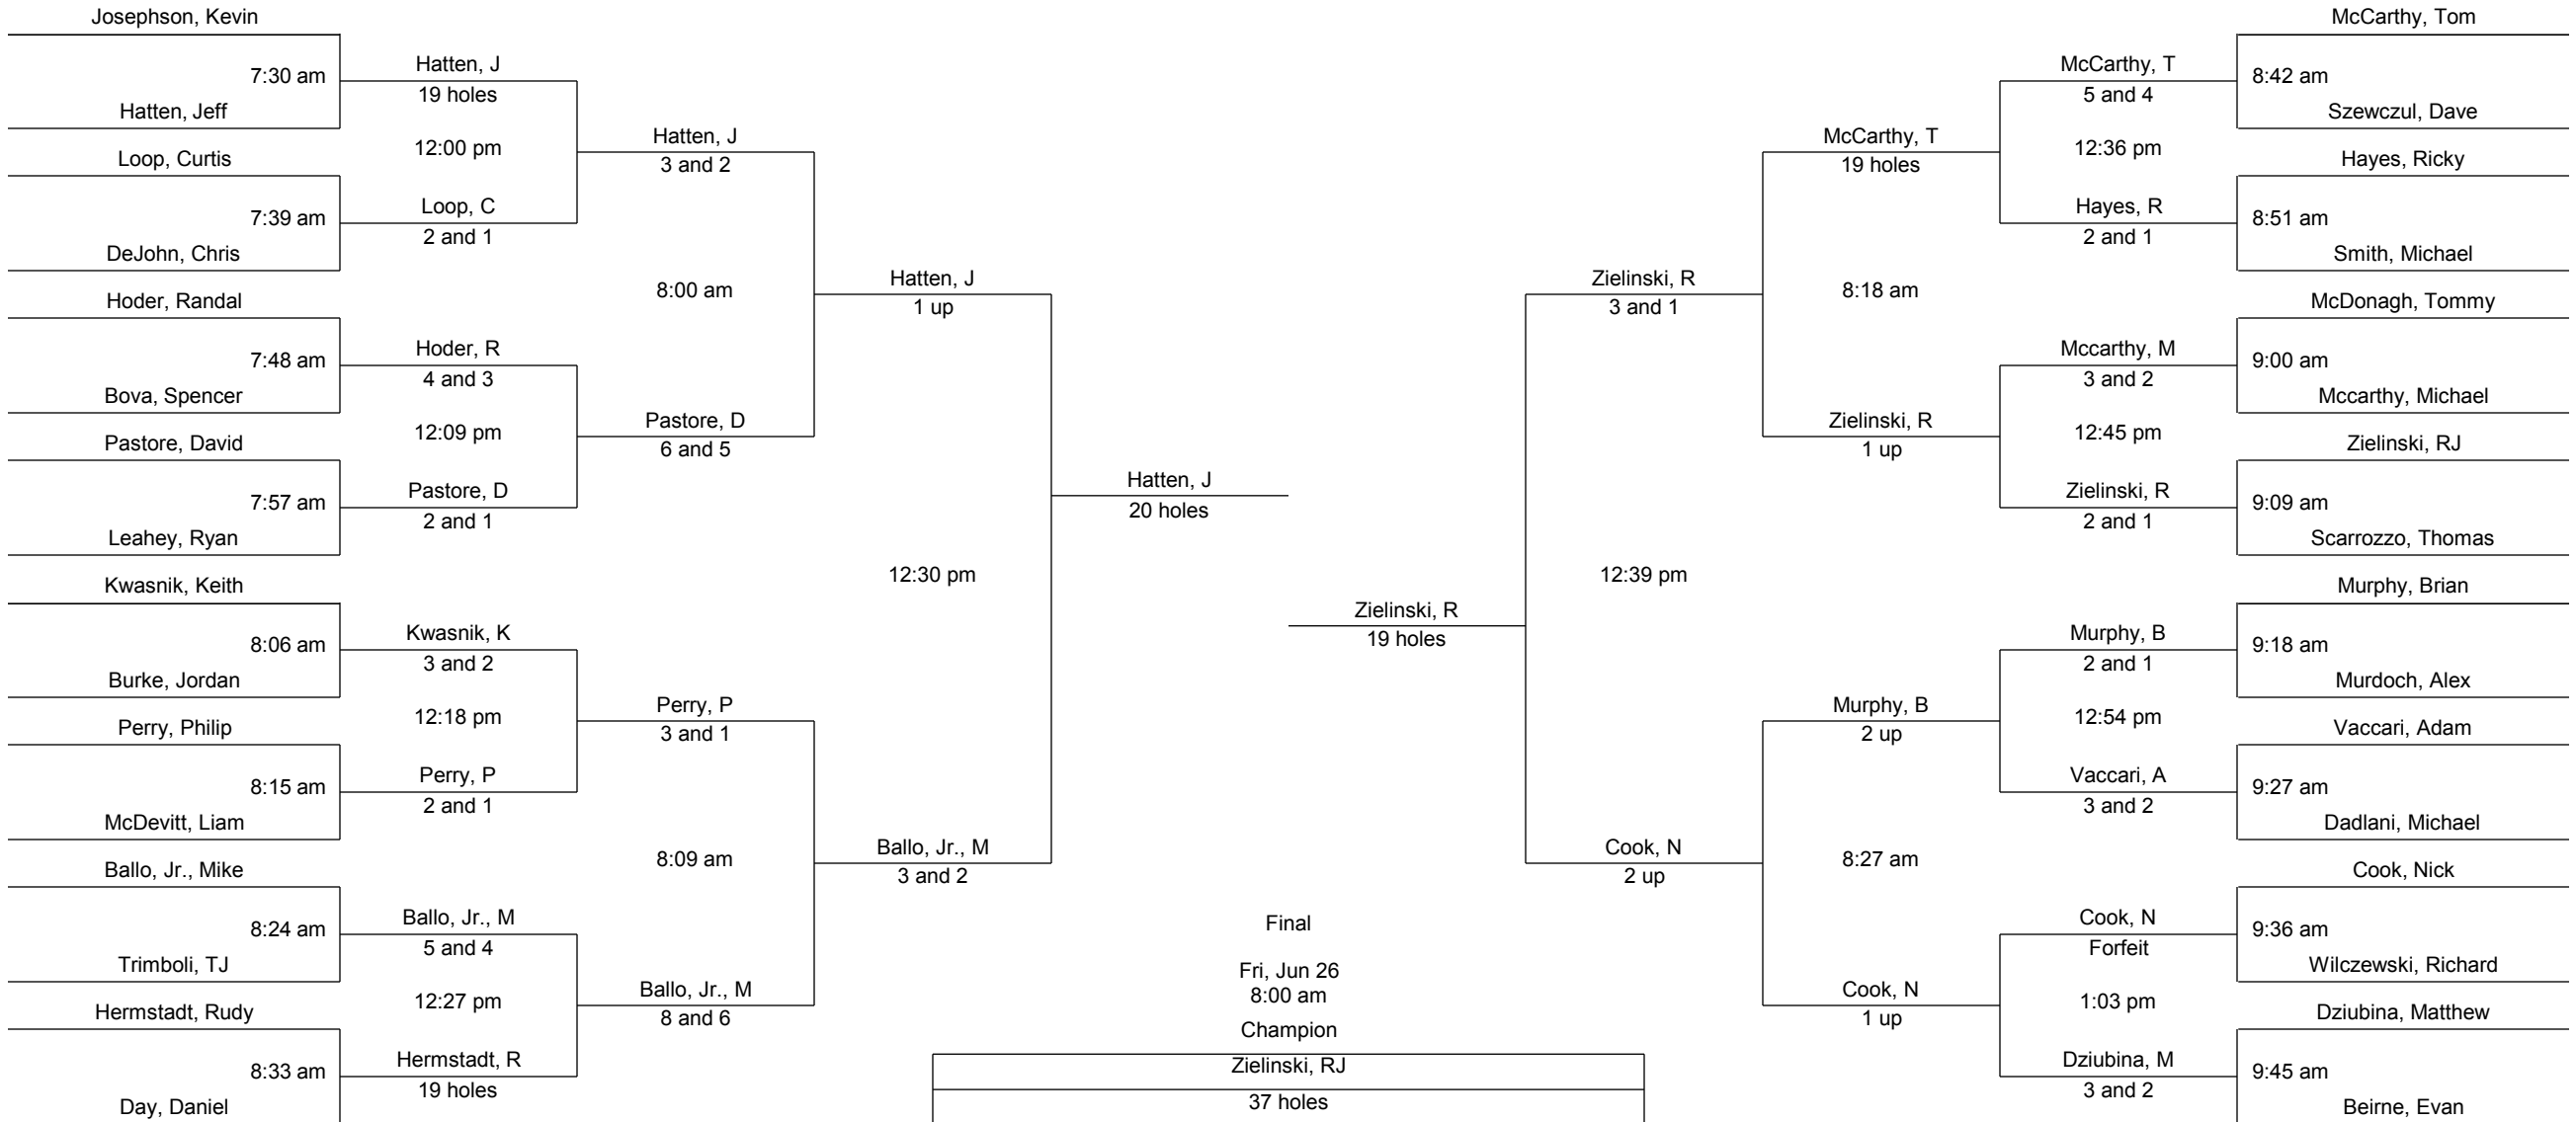 Josephson, Kevin
7:30 am
Hatten, Jeff
Loop, Curtis
7:39 am
DeJohn, Chris
Hoder, Randal
7:48 am
Bova, Spencer
Pastore, David
7:57 am
Leahey, Ryan
Kwasnik, Keith
8:06 am
Burke, Jordan
Perry, Philip
8:15 am
McDevitt, Liam
Ballo, Jr., Mike
8:24 am
Trimboli, TJ
Hermstadt, Rudy
8:33 am
Day, Daniel
Hatten, J
19 holes
12:00 pm
Loop, C
2 and 1
Hoder, R
4 and 3
12:09 pm
Pastore, D
2 and 1
Kwasnik, K
3 and 2
12:18 pm
Perry, P
2 and 1
Ballo, Jr., M
5 and 4
12:27 pm
Hermstadt, R
19 holes
Hatten, J
3 and 2
8:00 am
Pastore, D
6 and 5
Perry, P
3 and 1
8:09 am
Ballo, Jr., M
8 and 6
Hatten, J
1 up
12:30 pm
Ballo, Jr., M
3 and 2
Hatten, J
20 holes
Zielinski, R
19 holes
Final
Fri, Jun 26
8:00 am
Champion
Zielinski, RJ
37 holes
Zielinski, R
3 and 1
12:39 pm
Cook, N
2 up
McCarthy, T
19 holes
8:18 am
Zielinski, R
1 up
Murphy, B
2 up
8:27 am
Cook, N
1 up
McCarthy, T
5 and 4
12:36 pm
Hayes, R
2 and 1
Mccarthy, M
3 and 2
12:45 pm
Zielinski, R
2 and 1
Murphy, B
2 and 1
12:54 pm
Vaccari, A
3 and 2
Cook, N
Forfeit
1:03 pm
Dziubina, M
3 and 2
McCarthy, Tom
8:42 am
Szewczul, Dave
Hayes, Ricky
8:51 am
Smith, Michael
McDonagh, Tommy
9:00 am
Mccarthy, Michael
Zielinski, RJ
9:09 am
Scarrozzo, Thomas
Murphy, Brian
9:18 am
Murdoch, Alex
Vaccari, Adam
9:27 am
Dadlani, Michael
Cook, Nick
9:36 am
Wilczewski, Richard
Dziubina, Matthew
9:45 am
Beirne, Evan